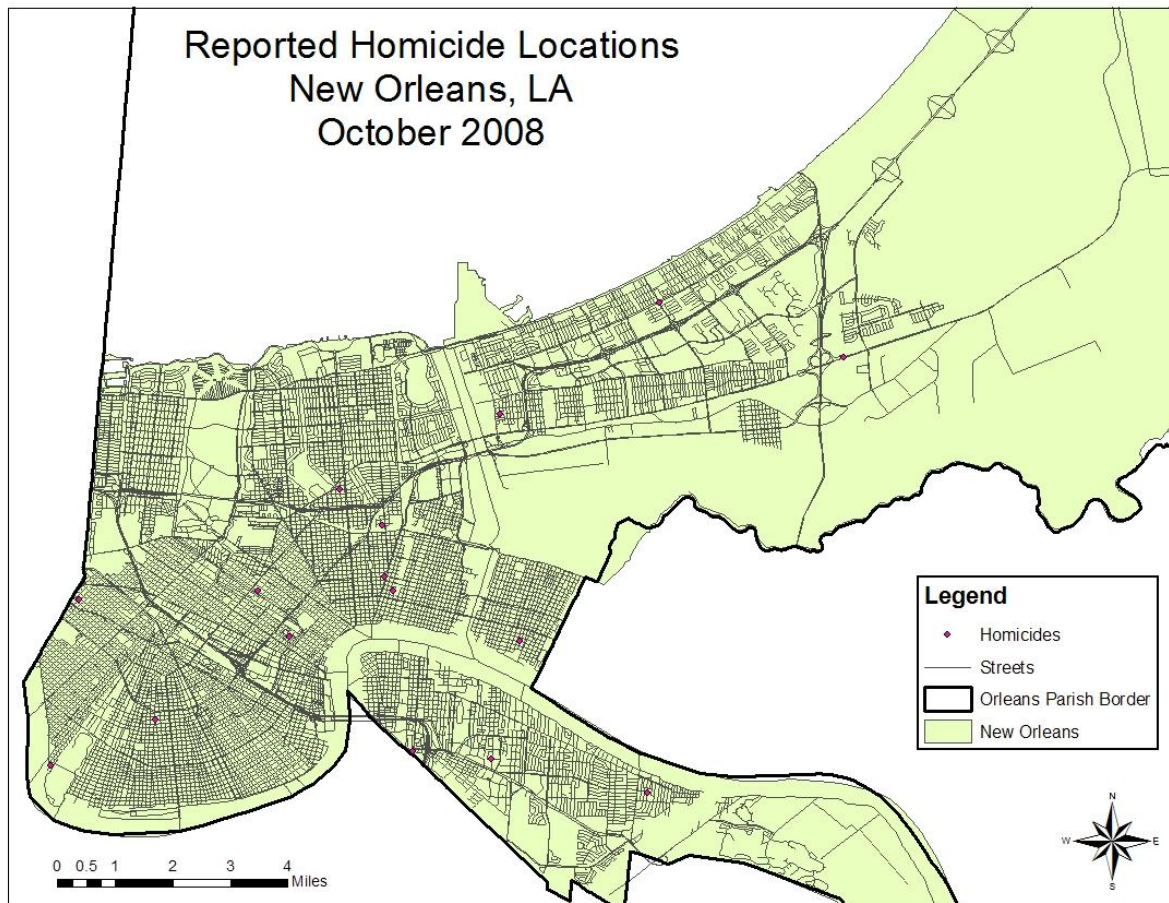 Reported Homicide Locations
New Orleans, LA
October 2008
Legend
Homicides
Streets
Orleans Parish Border
New Orleans
N
W E
S
0 0.5 1 2 3 4
Miles